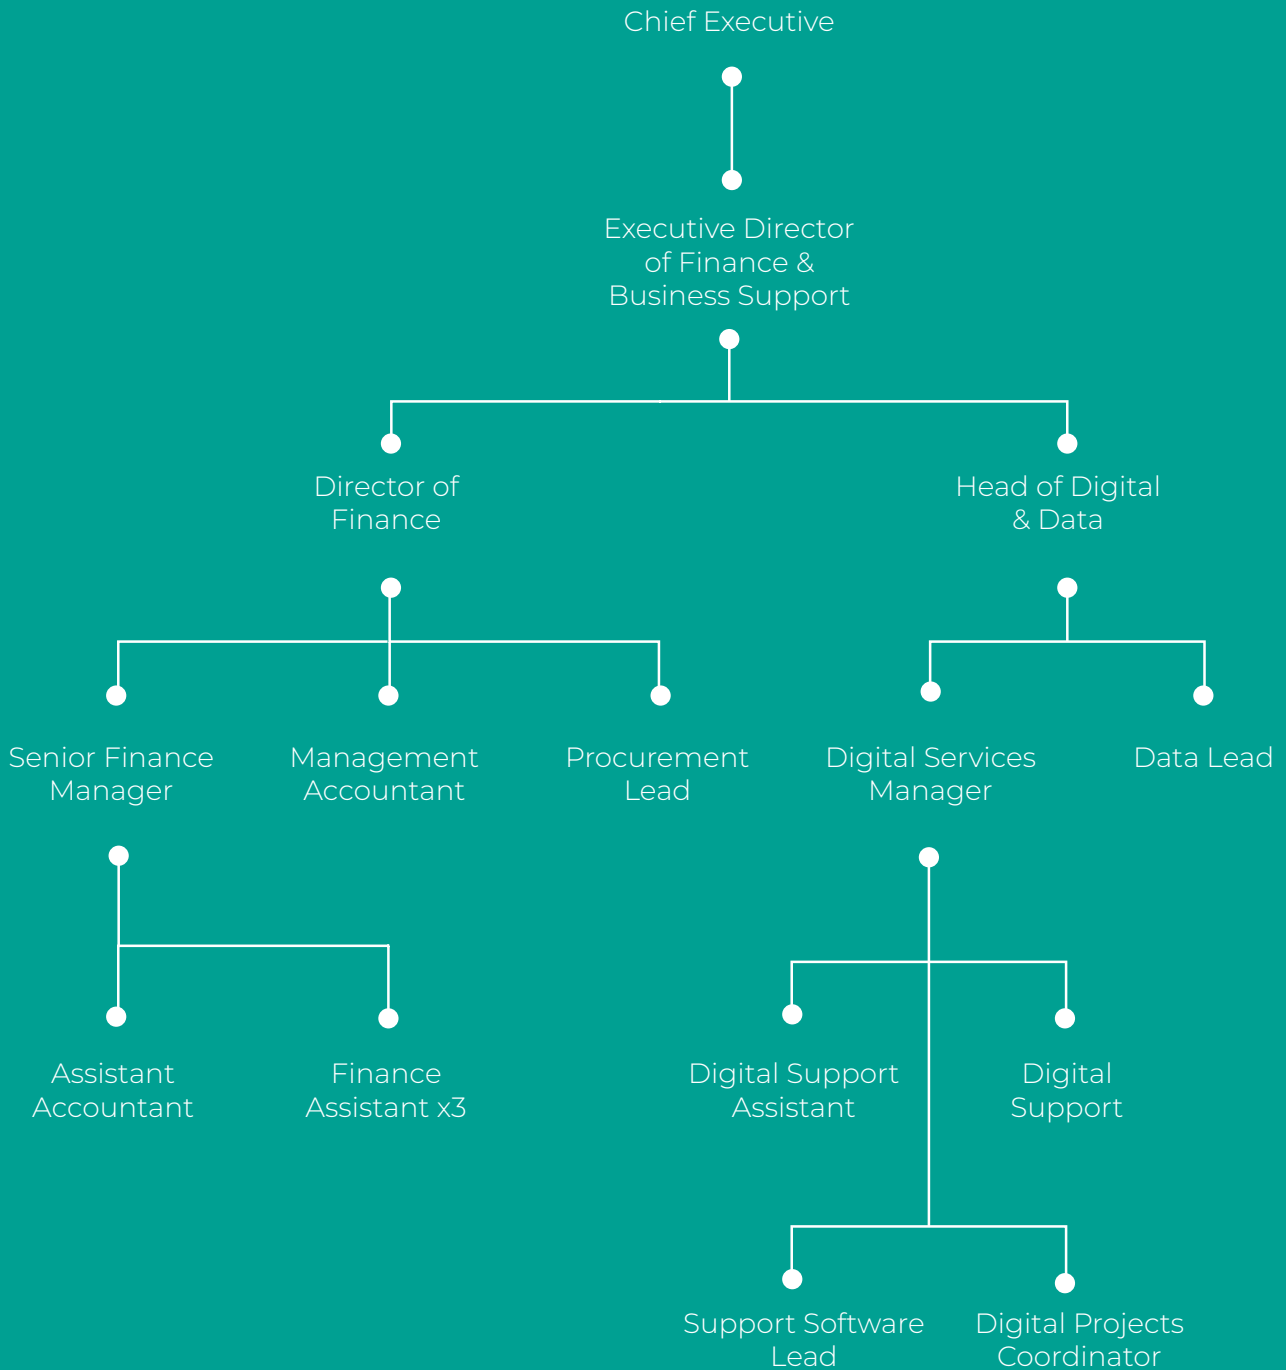 Chief Executive
Executive Director
of Finance &
Business Support
Director of
Finance
Head of Digital
& Data
Senior Finance
Manager
Management
Accountant
Procurement
Lead
Digital Services
Manager
Data Lead
Assistant
Accountant
Finance
Assistant x3
Digital Support
Assistant
Digital
Support
Support Software
Lead
Digital Projects
Coordinator